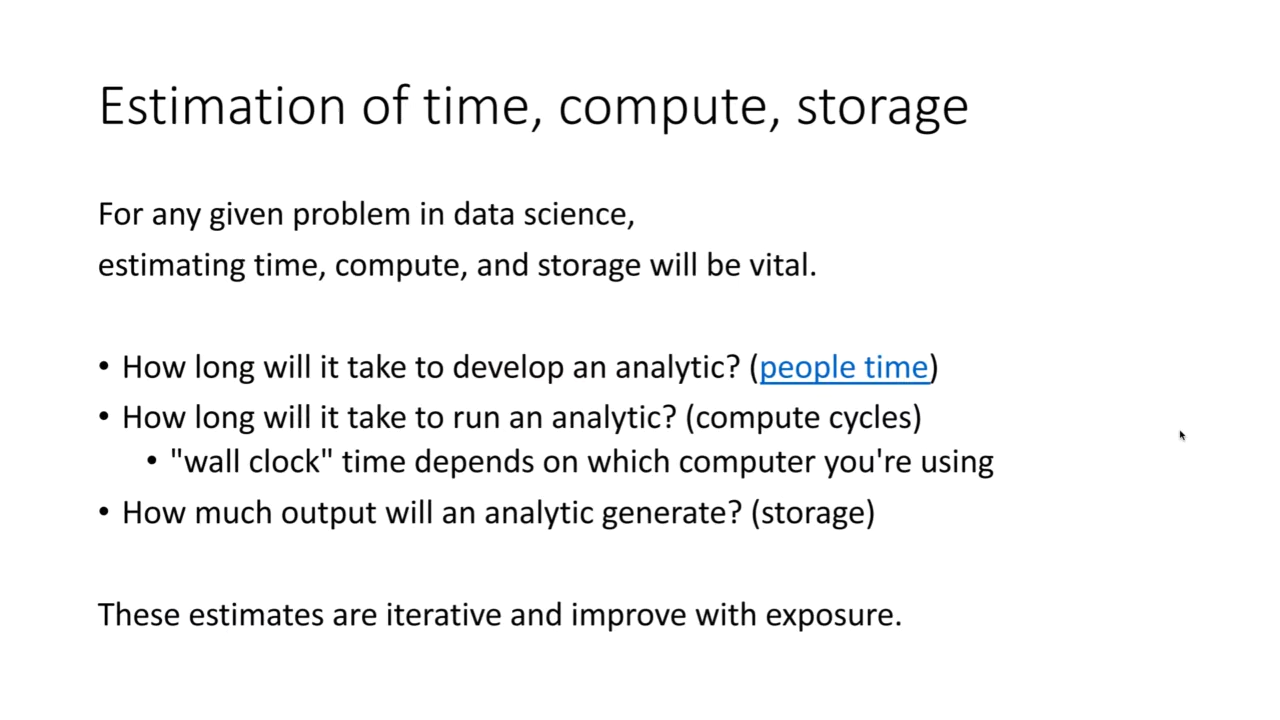 Estimation of time, compute, storage
For any given problem in data science,
estimating time, compute, and storage will be vital.
• How long will it take to develop an analytic? (people time)
• How long will it take to run an analytic? (compute cycles)
• "wall clock" time depends on which computer you're using
• How much output will an analytic generate? (storage)
These estimates are iterative and improve with exposure.